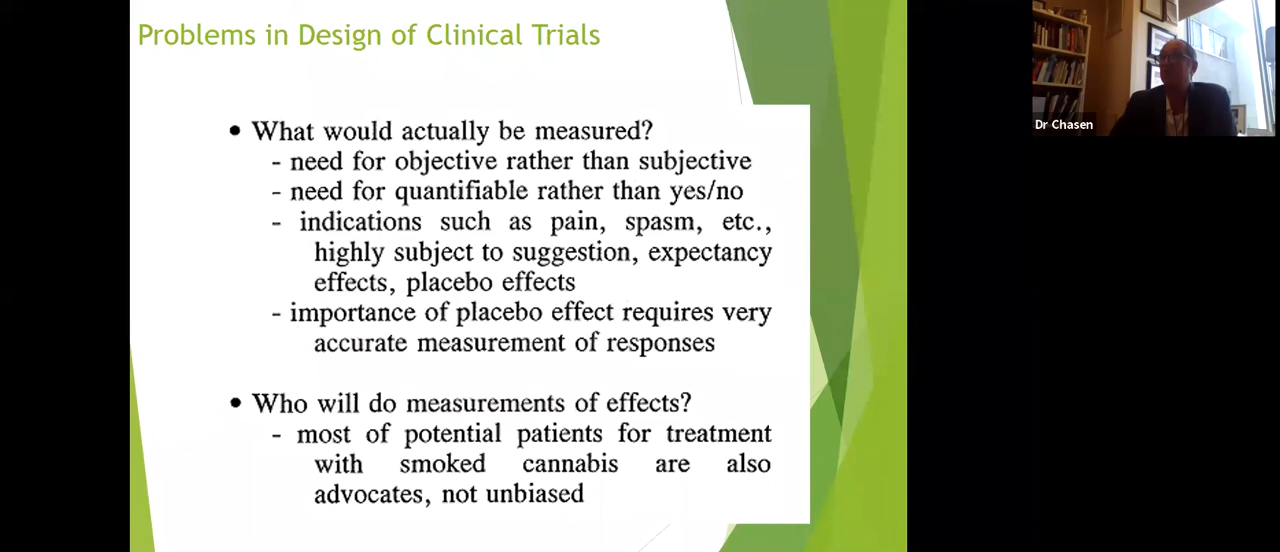 Problems in Design of Clinical Trials
• What would actually be measured?
- need for objective rather than subjective
- need for quantifiable rather than yes/no
- indications such as pain, spasm, etc.,
highly subject to suggestion, expectancy
effects, placebo effects
- importance of placebo effect requires very
accurate measurement of responses
• Who will do measurements of effects?
- most of potential patients for treatment
with smoked cannabis are also
advocates, not unbiased
Dr Chasen